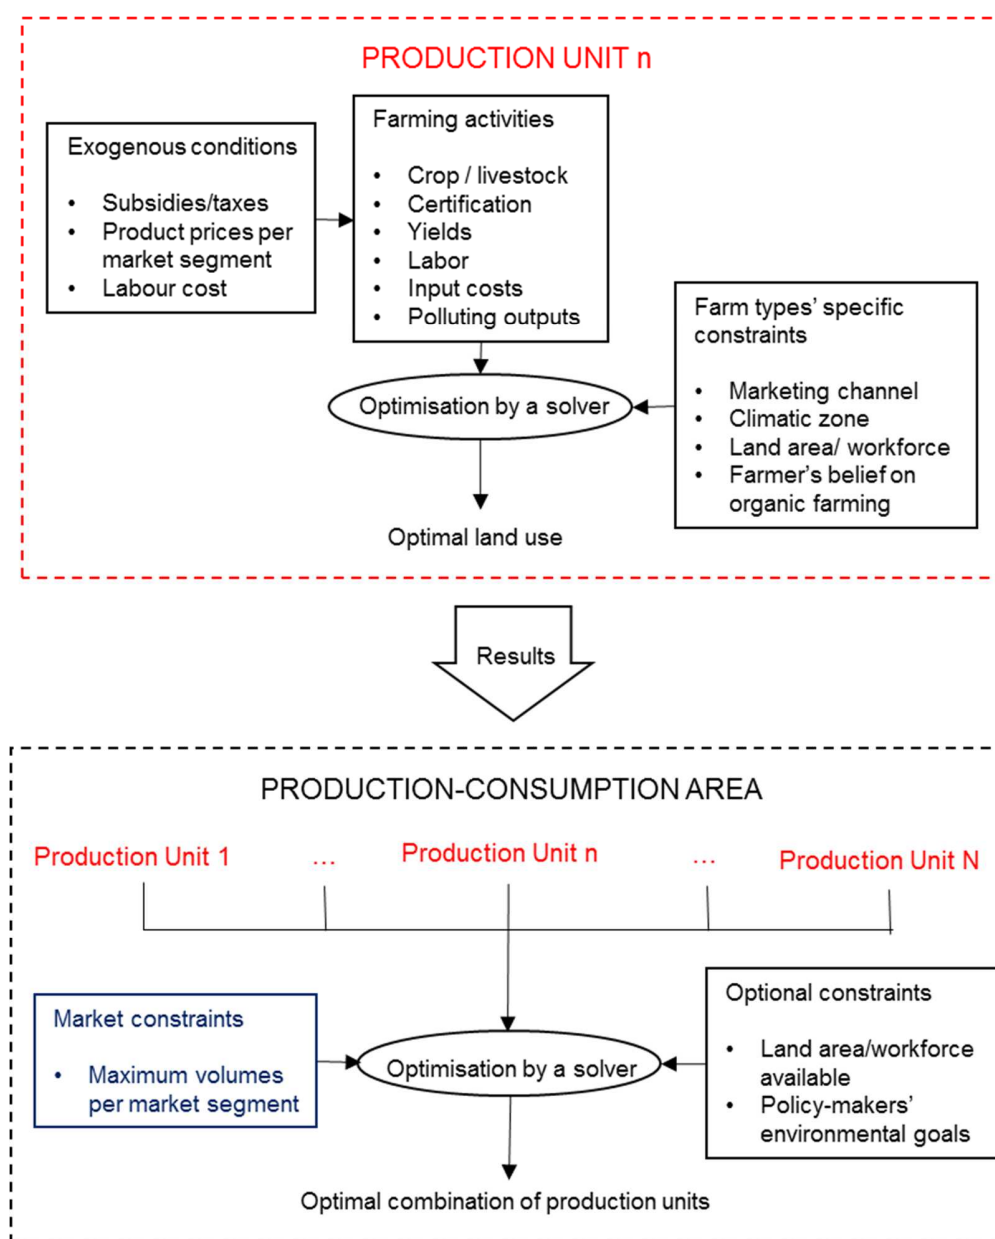 PRODUCTION UNIT n
Exogenous conditions
• Subsidies/taxes
• Product prices per
market segment
• Labour cost
Farming activities
• Crop / livestock
• Certification
• Yields
• Labor
• Input costs
• Polluting outputs
Farm types’ specific
constraints
• Marketing channel
• Climatic zone
• Land area/ workforce
• Farmer’s belief on
organic farming
Optimisation by a solver
Optimal land use
Results
PRODUCTION-CONSUMPTION AREA
Production Unit 1 ... Production Unit n ... Production Unit N
Market constraints
• Maximum volumes
per market segment
Optimisation by a solver
Optional constraints
• Land area/workforce
available
• Policy-makers’
environmental goals
Optimal combination of production units